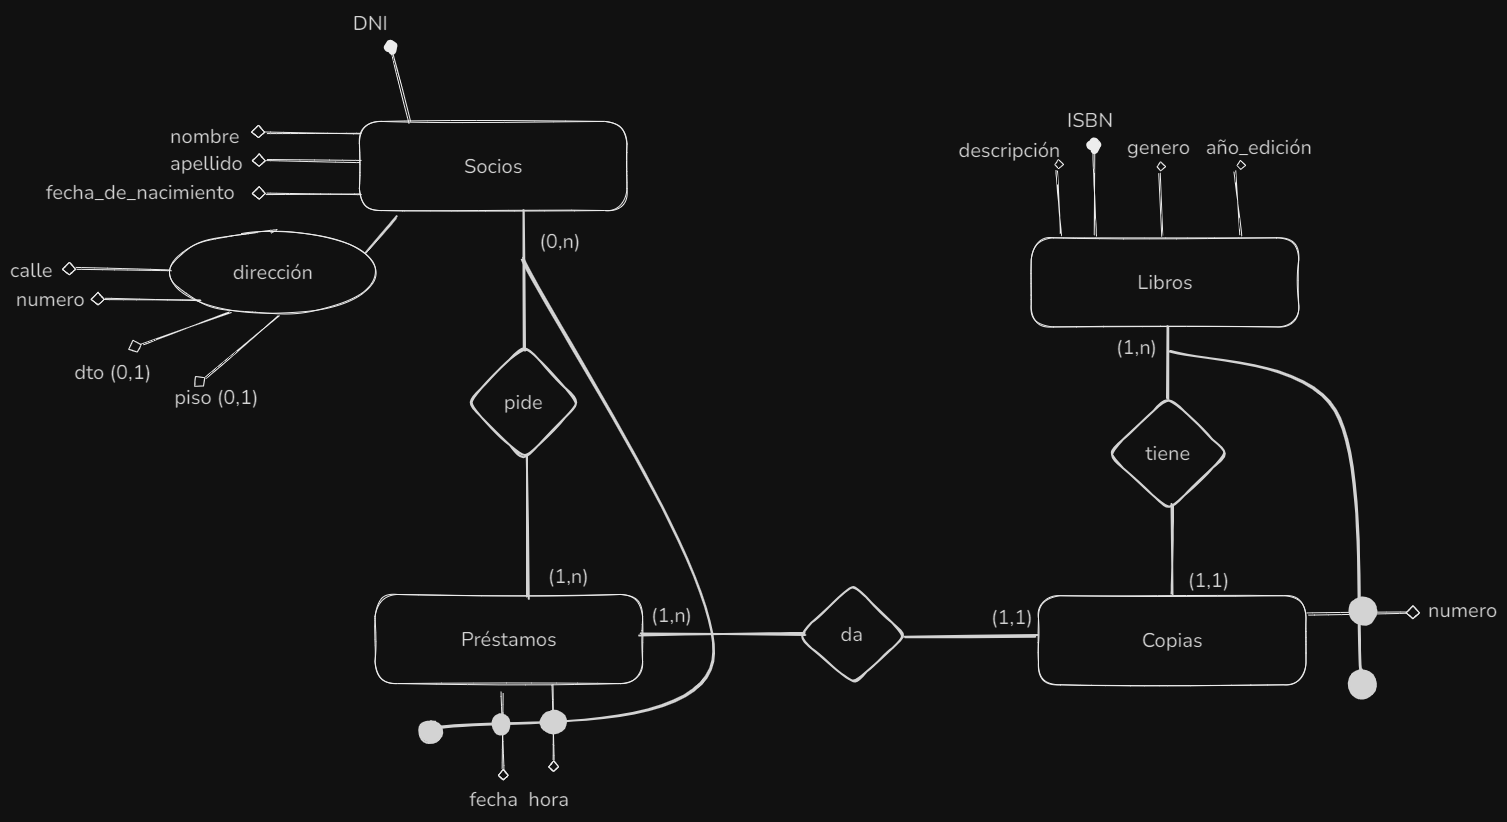 DNI
nombre
apellido
fecha_de_nacimiento
Socios
(0,n)
dirección
calle
numero
dto (0,1)
piso (0,1)
pide
(1,n)
Préstamos
(1,n)
fecha
hora
da
(1,1)
ISBN
descripción
genero
año_edición
Libros
(1,n)
tiene
(1,1)
Copias
numero